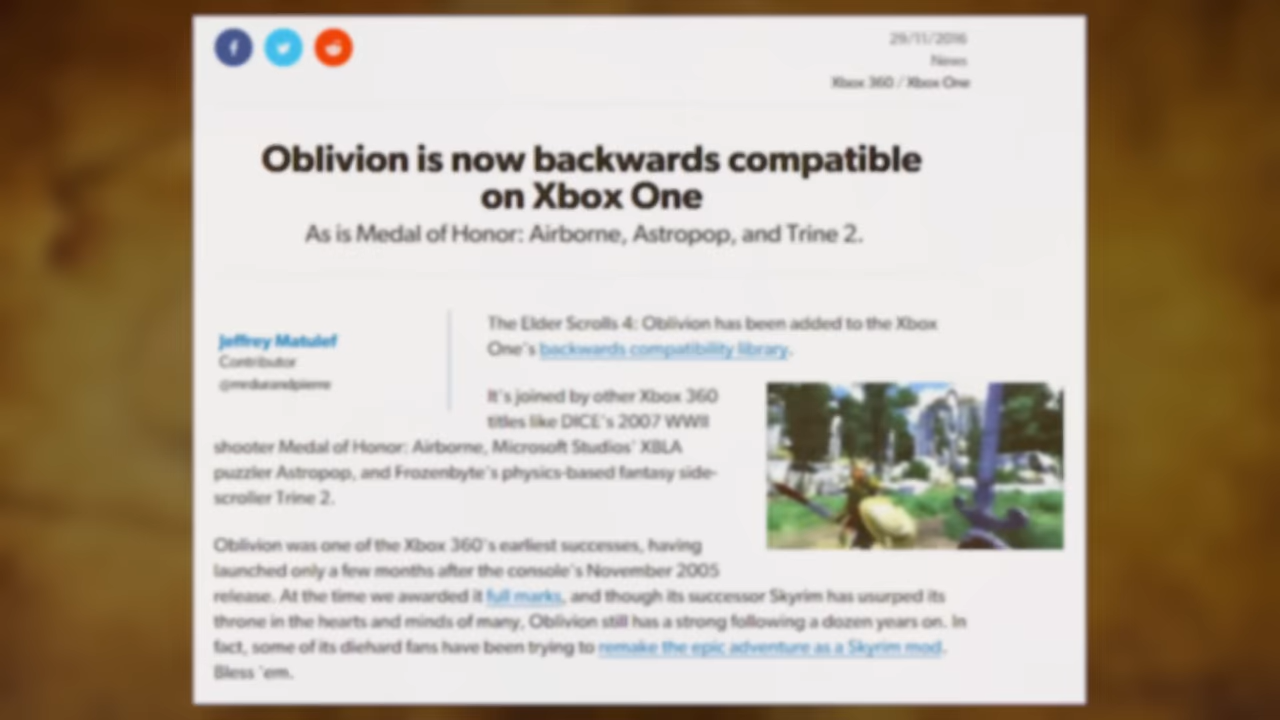 29/11/2016
News
Xbox 360 / Xbox One
Oblivion is now backwards compatible
on Xbox One
As is Medal of Honor: Airborne, Astropop, and Trine 2.
Jeffrey Matulef
Contributor
@mrdurandpierre
The Elder Scrolls 4: Oblivion has been added to the Xbox
One's backwards compatibility library.
It's joined by other Xbox 360
titles like DICE's 2007 WWII
shooter Medal of Honor: Airborne, Microsoft Studios' XBLA
puzzler Astropop, and Frozenbyte's physics-based fantasy side-
scroller Trine 2.
Oblivion was one of the Xbox 360's earliest successes, having
launched only a few months after the console's November 2005
release. At the time we awarded it full marks, and though its successor Skyrim has usurped its
throne in the hearts and minds of many, Oblivion still has a strong following a dozen years on. In
fact, some of its diehard fans have been trying to remake the epic adventure as a Skyrim mod.
Bless 'em.